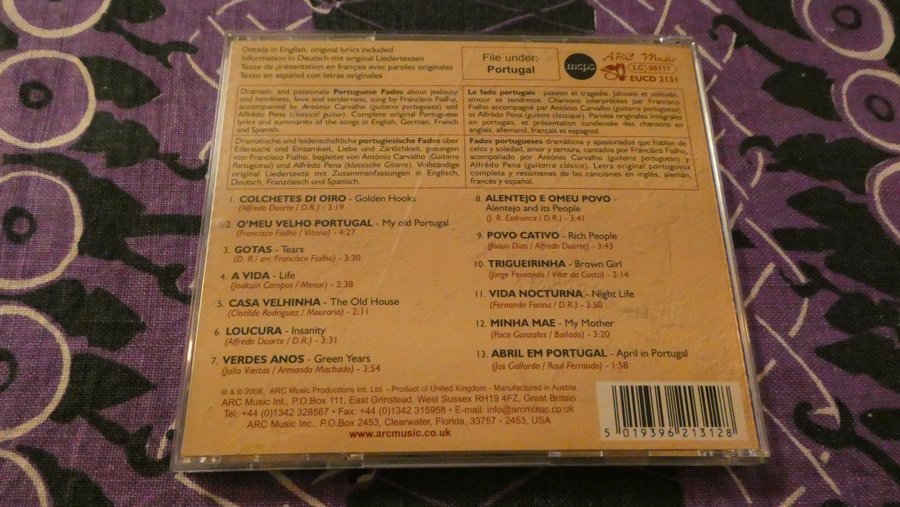 Details in English, original lyrics included
Information in Deutsch mit original Liedertexten
Texte de présentation en français avec paroles originales
Texto en español con letras originales
File under:
Portugal
mcps
ARC Music
LC 05111
EUCD 2131
Dramatic and passionate Portuguese Fados about jealousy
and lonliness, love and tenderness, sung by Francisco Fialho,
accompanied by António Carvalho (guitarra portuguesa) and
Alfrêdo Pena (classical guitar). Complete original Portuguese
lyrics and summaries of the songs in English, German, French
and Spanish.
Dramatische und leidenschaftliche portugiesische Fados über
Eifersucht und Einsamkeit, Liebe und Zärtlichkeit, gesungen
von Francisco Fialho, begleitet von António Carvalho (Guitarra
Portuguesa) und Alfrêdo Pena (klassische Gitarre). Vollständige
original Liedertexte mit Zusammenfassungen in Englisch,
Deutsch, Französisch und Spanisch.
Le fado portugais : passion et tragédie, jalousie et solitude,
amour et tendresse. Chansons interprétées par Francisco
Fialho accompagné par António Carvalho (guitarre portuguese)
et Alfrêdo Pena (guitare classique). Paroles originales intégrales
en portugais, et présentation condensée des chansons en
anglais, allemand, français et espagnol.
Fados portugueses dramáticos y apasionados que hablan de
celos y soledad, amor y ternura, cantados por Francisco Fialho,
acompañado por António Carvalho (guitarra portuguesa) y
Alfrêdo Pena (guitarra clásica). Letra original portuguesa
completa y resúmenes de las canciones en inglés, alemán,
francés y español.
1. COLCHETES DI OIRO - Golden Hooks
(Alfredo Duarte / D.R.) - 3:19
2. O'MEU VELHO PORTUGAL - My old Portugal
(Francisco Fialho / Vitoria) - 4:27
3. GOTAS - Tears
(D. R./ arr. Francisco Fialho) - 3:30
4. A VIDA - Life
(Joakuin Campos / Menor) - 2:38
5. CASA VELHINHA - The Old House
(Clotilde Rodriguez / Mouraria) - 2:11
6. LOUCURA - Insanity
(Alfredo Duarte / D.R.) - 3:31
7. VERDES ANOS - Green Years
(Julio Vieitas / Armando Machado) - 3:54
8. ALENTEJO E OMEU POVO -
Alentejo and its People
(J. R. Esdronca / D.R.) - 3:41
9. POVO CATIVO - Rich People
(Joauo Dios / Alfredo Duarte) - 3:43
10. TRIGUEIRINHA - Brown Girl
(Jorge Fernando / Vilar da Costa) - 2:14
11. VIDA NOCTURNA - Night Life
(Fernando Farina / D.R.) - 3:50
12. MINHA MAE - My Mother
(Paco Gonzales / Bailado) - 3:20
13. ABRIL EM PORTUGAL - April in Portugal
(Jos Gallardo / Raul Ferraudo) - 1:58
℗ & © 2008, ARC Music Productions Int. Ltd. - Product of United Kingdom - Manufactured in Austria
ARC Music Int., P.O.Box 111, East Grinstead, West Sussex RH19 4FZ, Great Britain
Tel: +44 (0)1342 328567 • Fax: +44 (0)1342 315958 • E-mail: info@arcmusic.co.uk
ARC Music Inc., P.O.Box 2453, Clearwater, Florida, 33757 - 2453, USA
www.arcmusic.co.uk
5 019396 213128